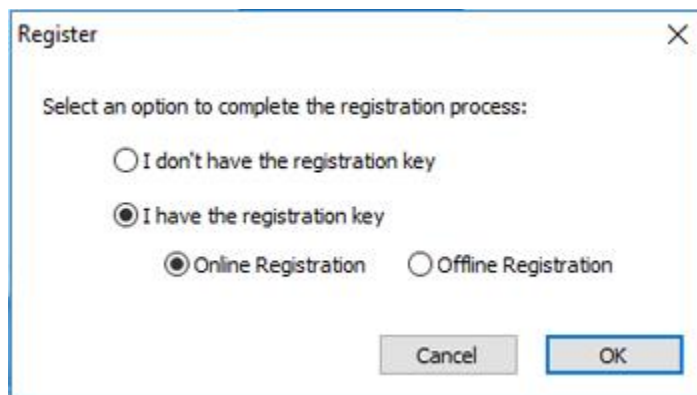 Register
Select an option to complete the registration process:
I don't have the registration key
I have the registration key
Online Registration Offline Registration
Cancel OK